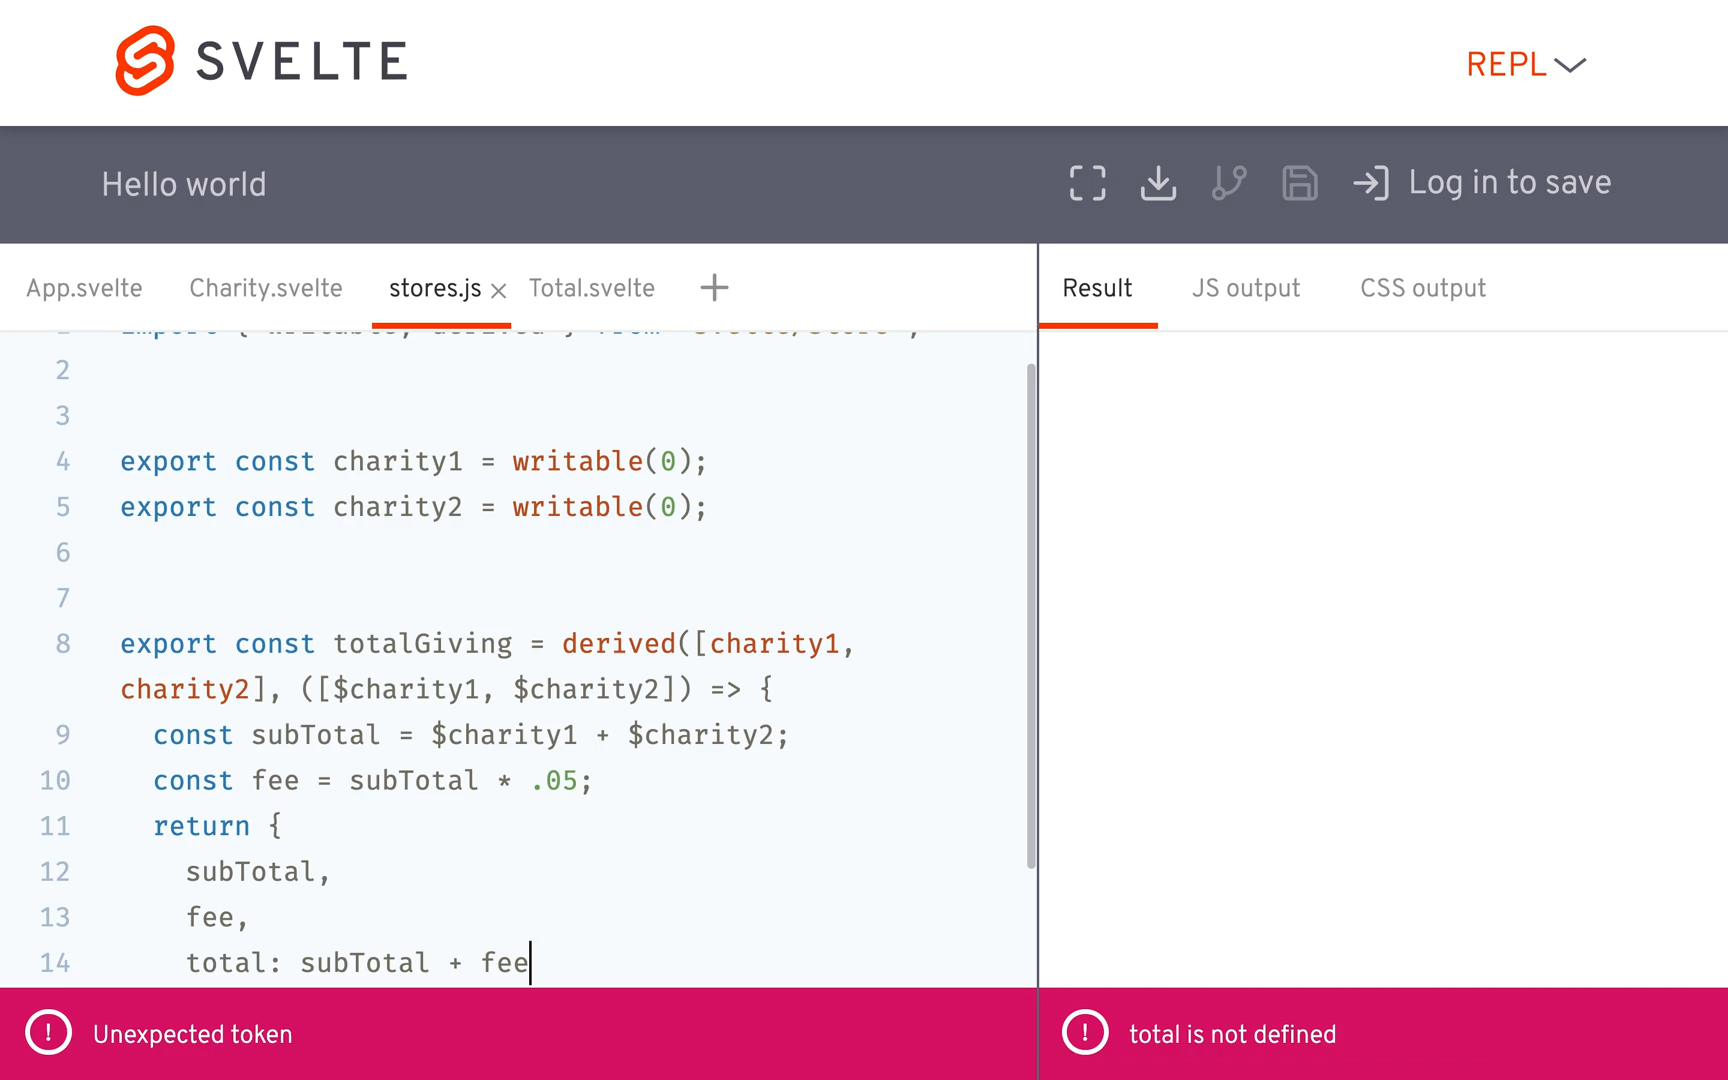 SVELTE
REPL
Hello world
Log in to save
App.svelte Charity.svelte stores.js Total.svelte
Result JS output CSS output
2
3
4 export const charity1 = writable(0);
5 export const charity2 = writable(0);
6
7
8 export const totalGiving = derived([charity1,
charity2], ([$charity1, $charity2]) => {
9 const subTotal = $charity1 + $charity2;
10 const fee = subTotal * .05;
11 return {
12 subTotal,
13 fee,
14 total: subTotal + fee
! Unexpected token
! total is not defined